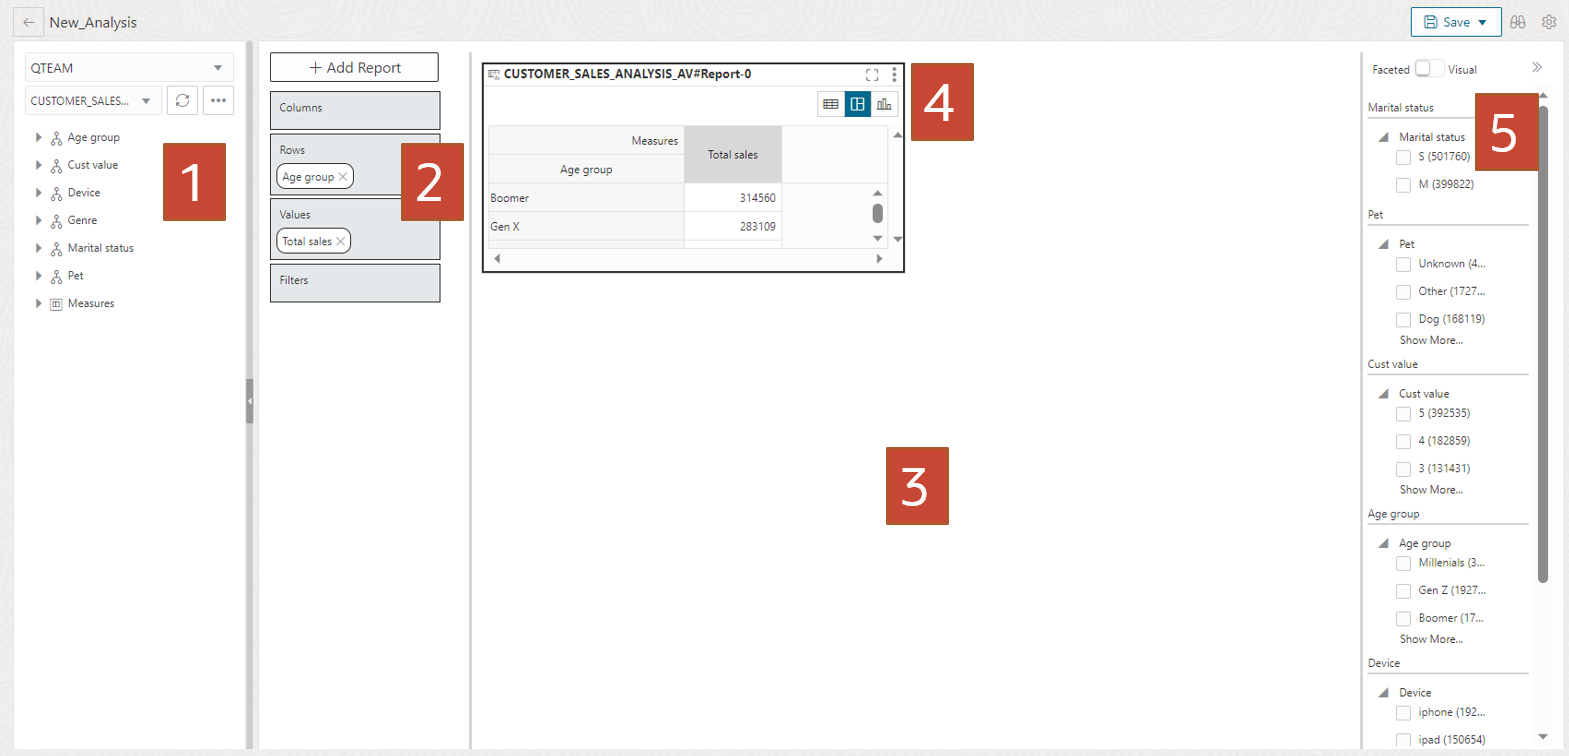 New_Analysis
Save
QTEAM
CUSTOMER_SALES...
Age group
Cust value
Device
Genre
Marital status
Pet
Measures
1
Add Report
Columns
Rows
Age group
Values
Total sales
Filters
2
CUSTOMER_SALES_ANALYSIS_AV#Report-0
Measures
Total sales
Age group
Boomer 314560
Gen X 283109
4
3
Faceted Visual
Marital status
Marital status
S (501760)
M (399822)
5
Pet
Pet
Unknown (4...
Other (1727...
Dog (168119)
Show More...
Cust value
Cust value
5 (392535)
4 (182859)
3 (131431)
Show More...
Age group
Age group
Millenials (3...
Gen Z (1927...
Boomer (17...
Show More...
Device
Device
iphone (192...
ipad (150654)